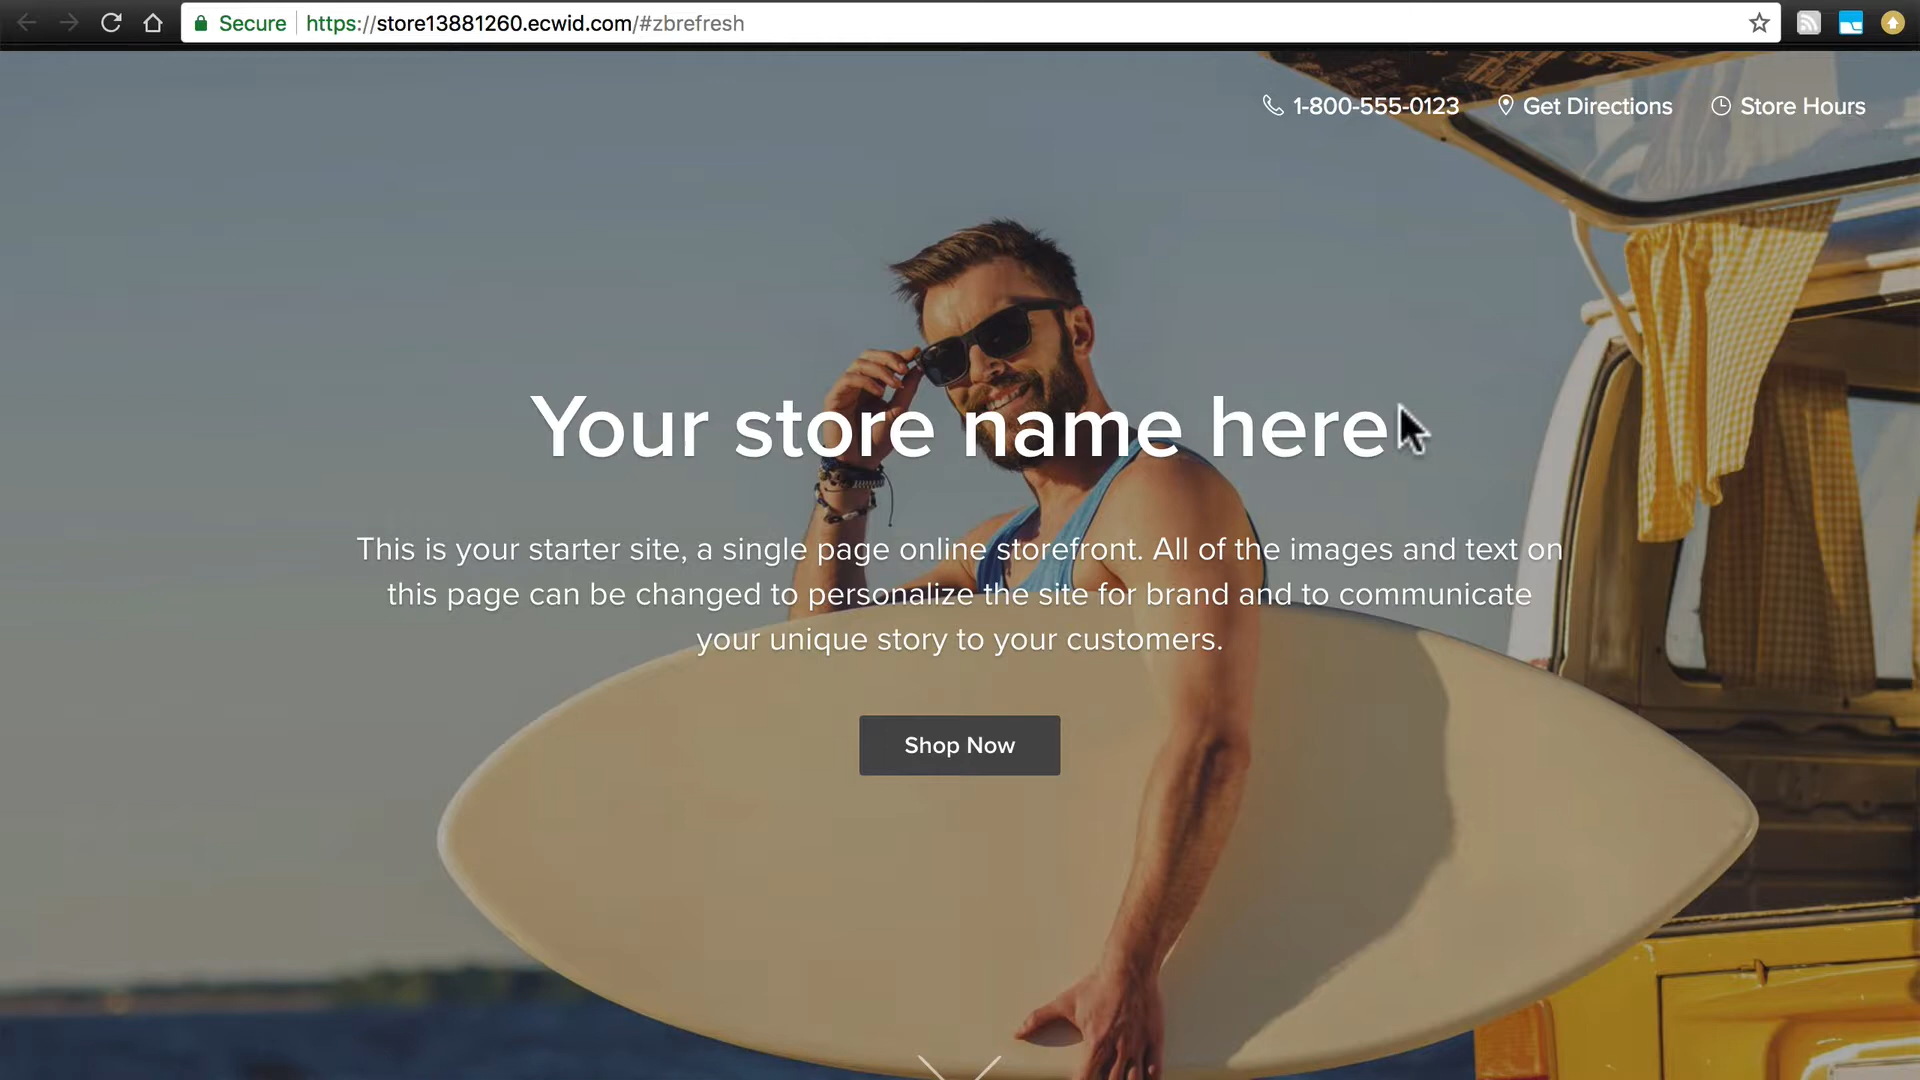 Secure https://store13881260.ecwid.com/#zbrefresh
1-800-555-0123 Get Directions Store Hours
Your store name here
This is your starter site, a single page online storefront. All of the images and text on
this page can be changed to personalize the site for brand and to communicate
your unique story to your customers.
Shop Now